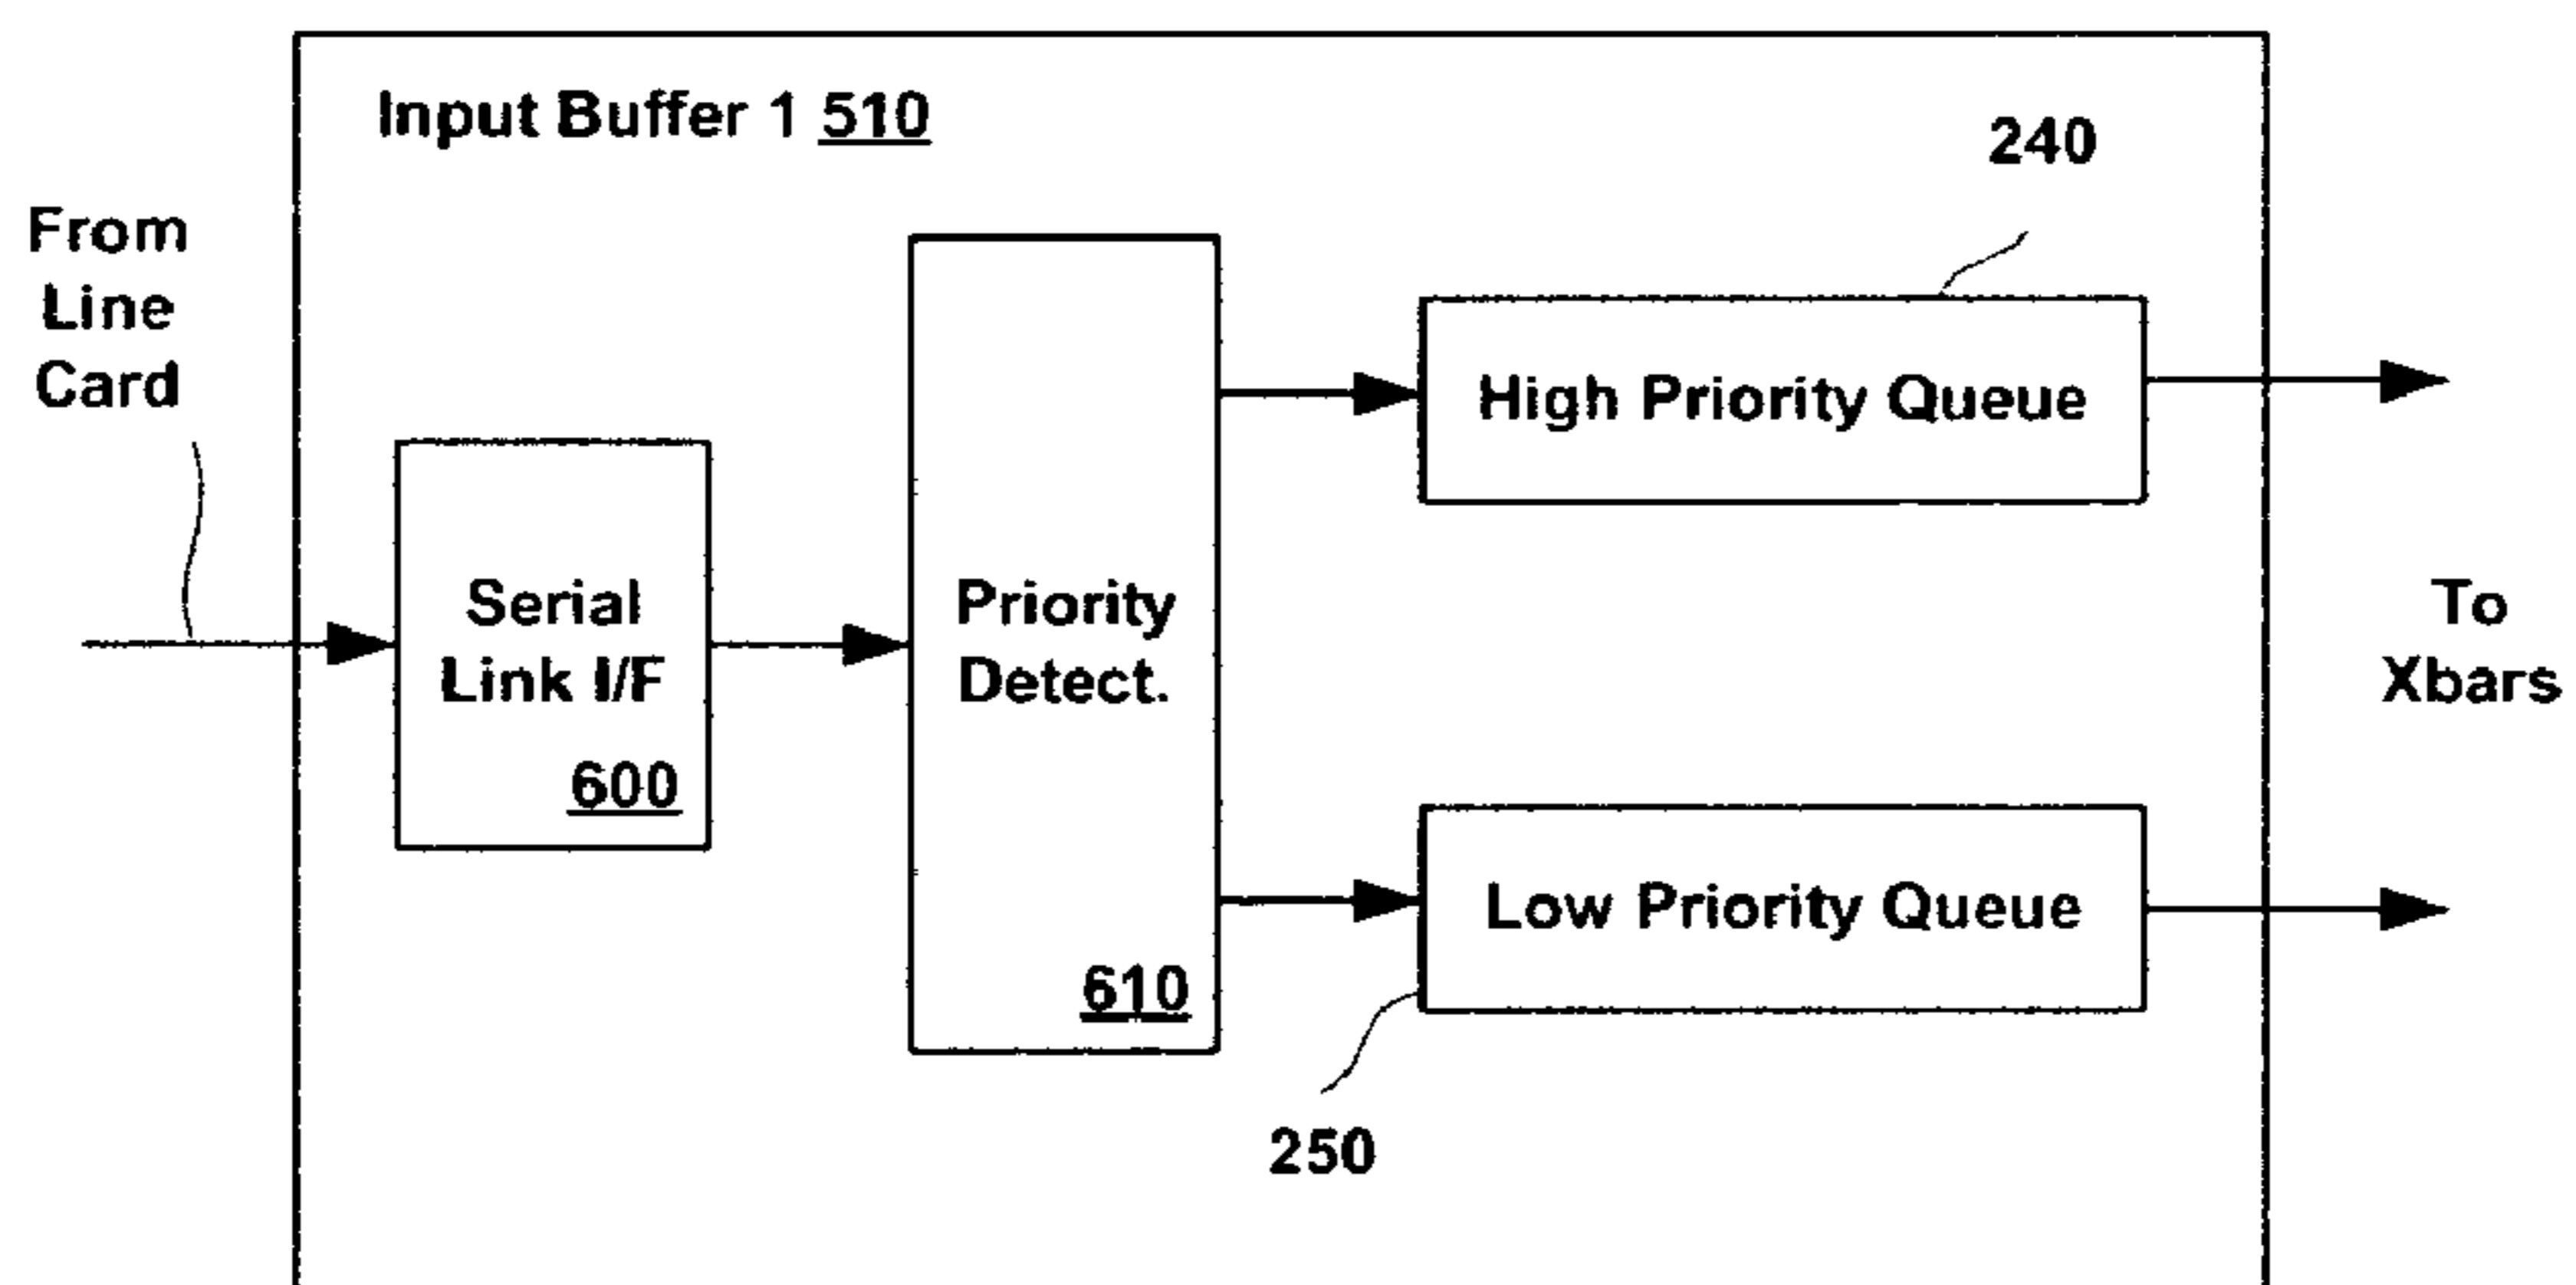 Input Buffer 1 510
240
From
Line
Card
High Priority Queue
Serial
Link I/F
600
Priority
Detect.
610
To
Xbars
Low Priority Queue
250